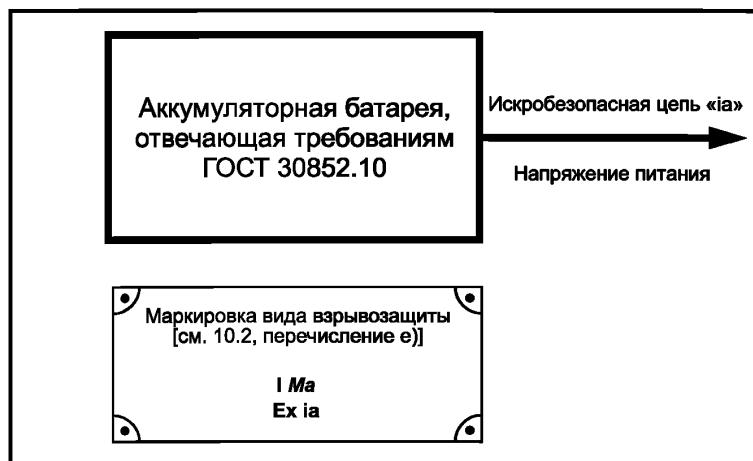 Аккумуляторная батарея,
отвечающая требованиям
ГОСТ 30852.10
Искробезопасная цепь «ia»
Напряжение питания
Маркировка вида взрывозащиты
[см. 10.2, перечисление е)]
I Ma
Ex ia